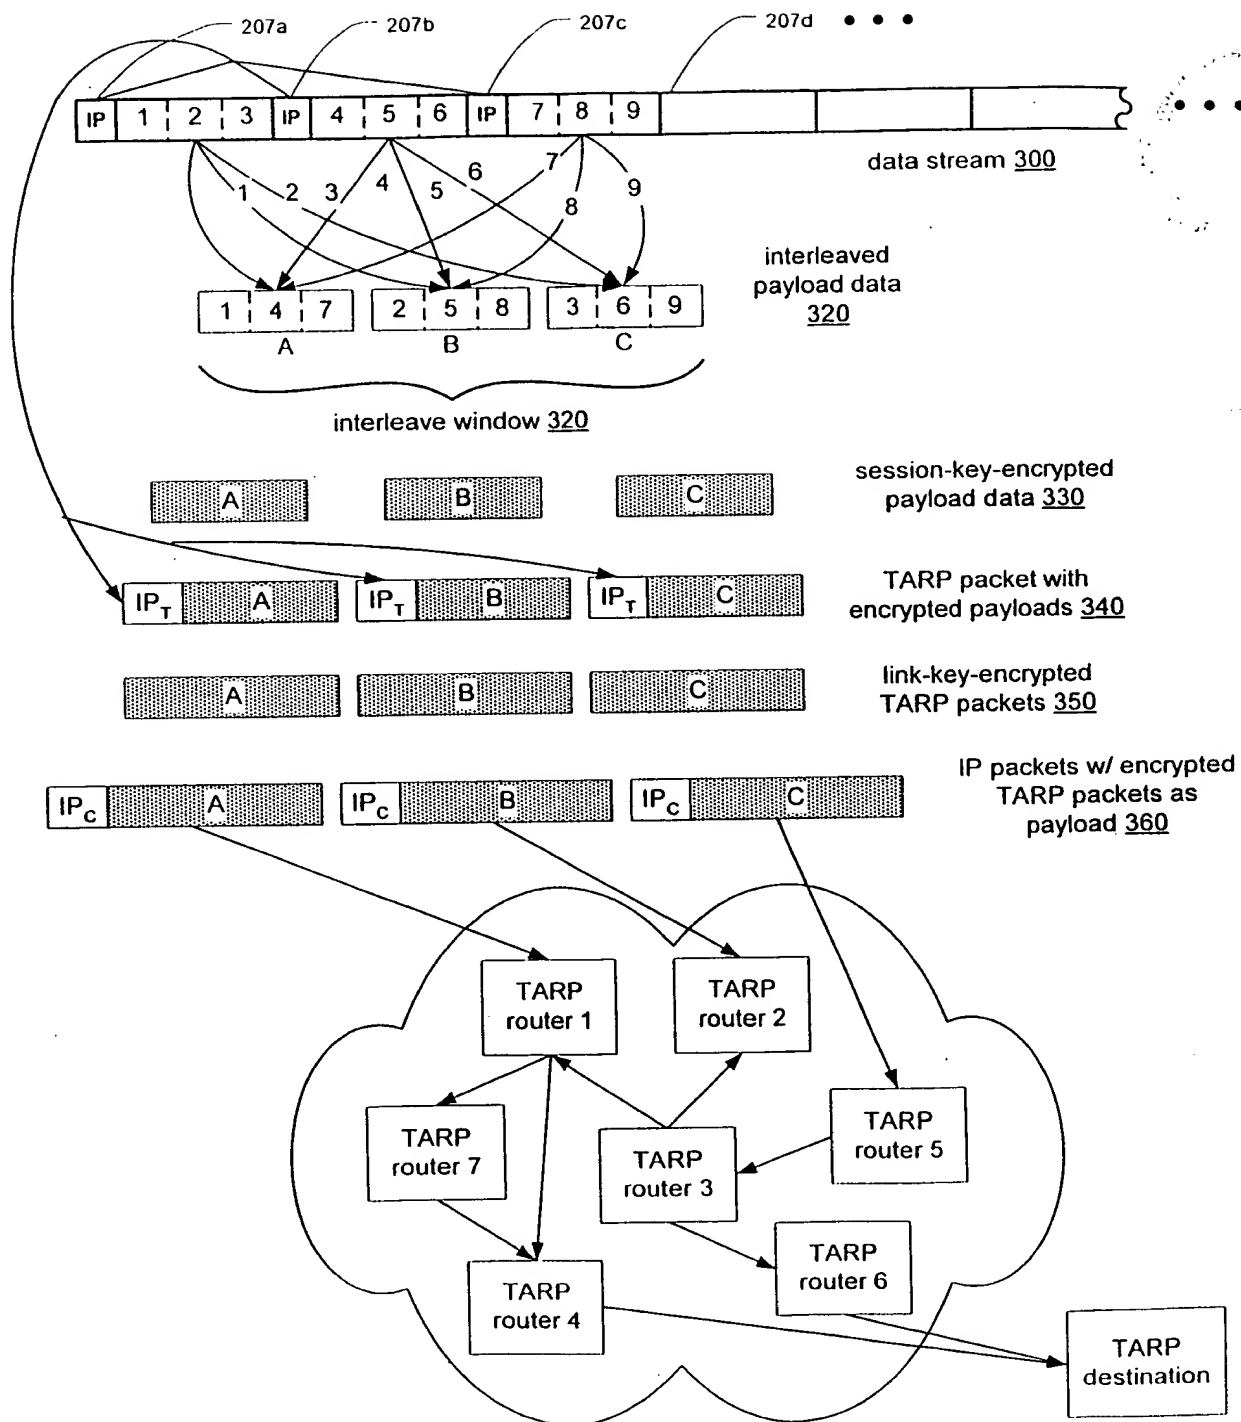 207a 207b 207c 207d • • •
IP 1 2 3 IP 4 5 6 IP 7 8 9 • • •
data stream 300
1 2 3 4 5 6 7 8 9
interleaved
payload data
320
1 4 7 2 5 8 3 6 9
A B C
interleave window 320
session-key-encrypted
payload data 330
A B C
TARP packet with
encrypted payloads 340
IPT A IPT B IPT C
link-key-encrypted
TARP packets 350
A B C
IP packets w/ encrypted
TARP packets as
payload 360
IPC A IPC B IPC C
TARP
router 1
TARP
router 2
TARP
router 5
TARP
router 7
TARP
router 3
TARP
router 6
TARP
router 4
TARP
destination